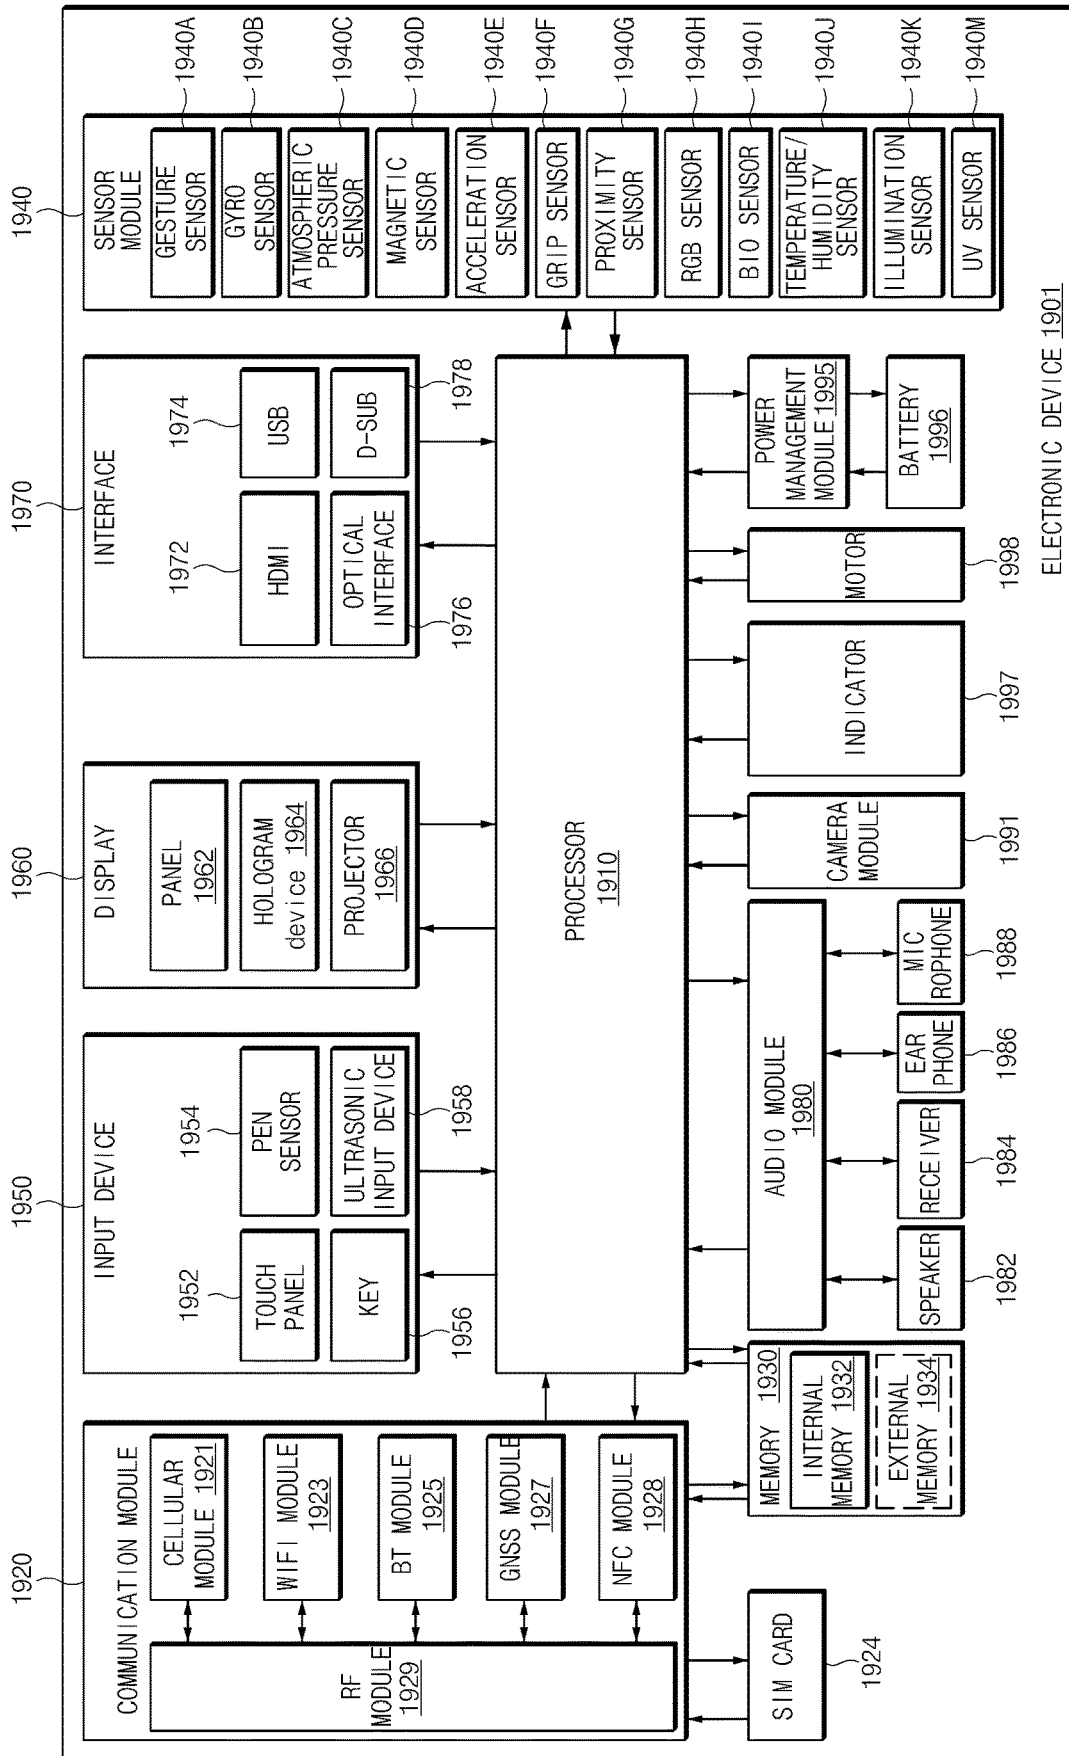 1920
COMMUNICATION MODULE
RF
MODULE
1929
CELLULAR
MODULE 1921
WIFI MODULE
1923
BT MODULE
1925
GNSS MODULE
1927
NFC MODULE
1928
SIM CARD
1924
1950
INPUT DEVICE
1952
TOUCH
PANEL
1954
PEN
SENSOR
KEY
1956
ULTRASONIC
INPUT DEVICE
1958
1960
DISPLAY
PANEL
1962
HOLOGRAM
device 1964
PROJECTOR
1966
1970
INTERFACE
1972
HDMI
1974
USB
OPTICAL
INTERFACE
1976
D-SUB
1978
1940
SENSOR
MODULE
GESTURE
SENSOR
1940A
GYRO
SENSOR
1940B
ATMOSPHERIC
PRESSURE
SENSOR
1940C
MAGNETIC
SENSOR
1940D
ACCELERATION
SENSOR
1940E
GRIP SENSOR
1940F
PROXIMITY
SENSOR
1940G
RGB SENSOR
1940H
BIO SENSOR
1940I
TEMPERATURE/
HUMIDITY
SENSOR
1940J
ILLUMINATION
SENSOR
1940K
UV SENSOR
1940M
PROCESSOR
1910
MEMORY 1930
INTERNAL
MEMORY 1932
EXTERNAL
MEMORY 1934
AUDIO MODULE
1980
SPEAKER
1982
RECEIVER
1984
EAR
PHONE
1986
MIC
ROPHONE
1988
CAMERA
MODULE
1991
INDICATOR
1997
MOTOR
1998
POWER
MANAGEMENT
MODULE 1995
BATTERY
1996
ELECTRONIC DEVICE 1901